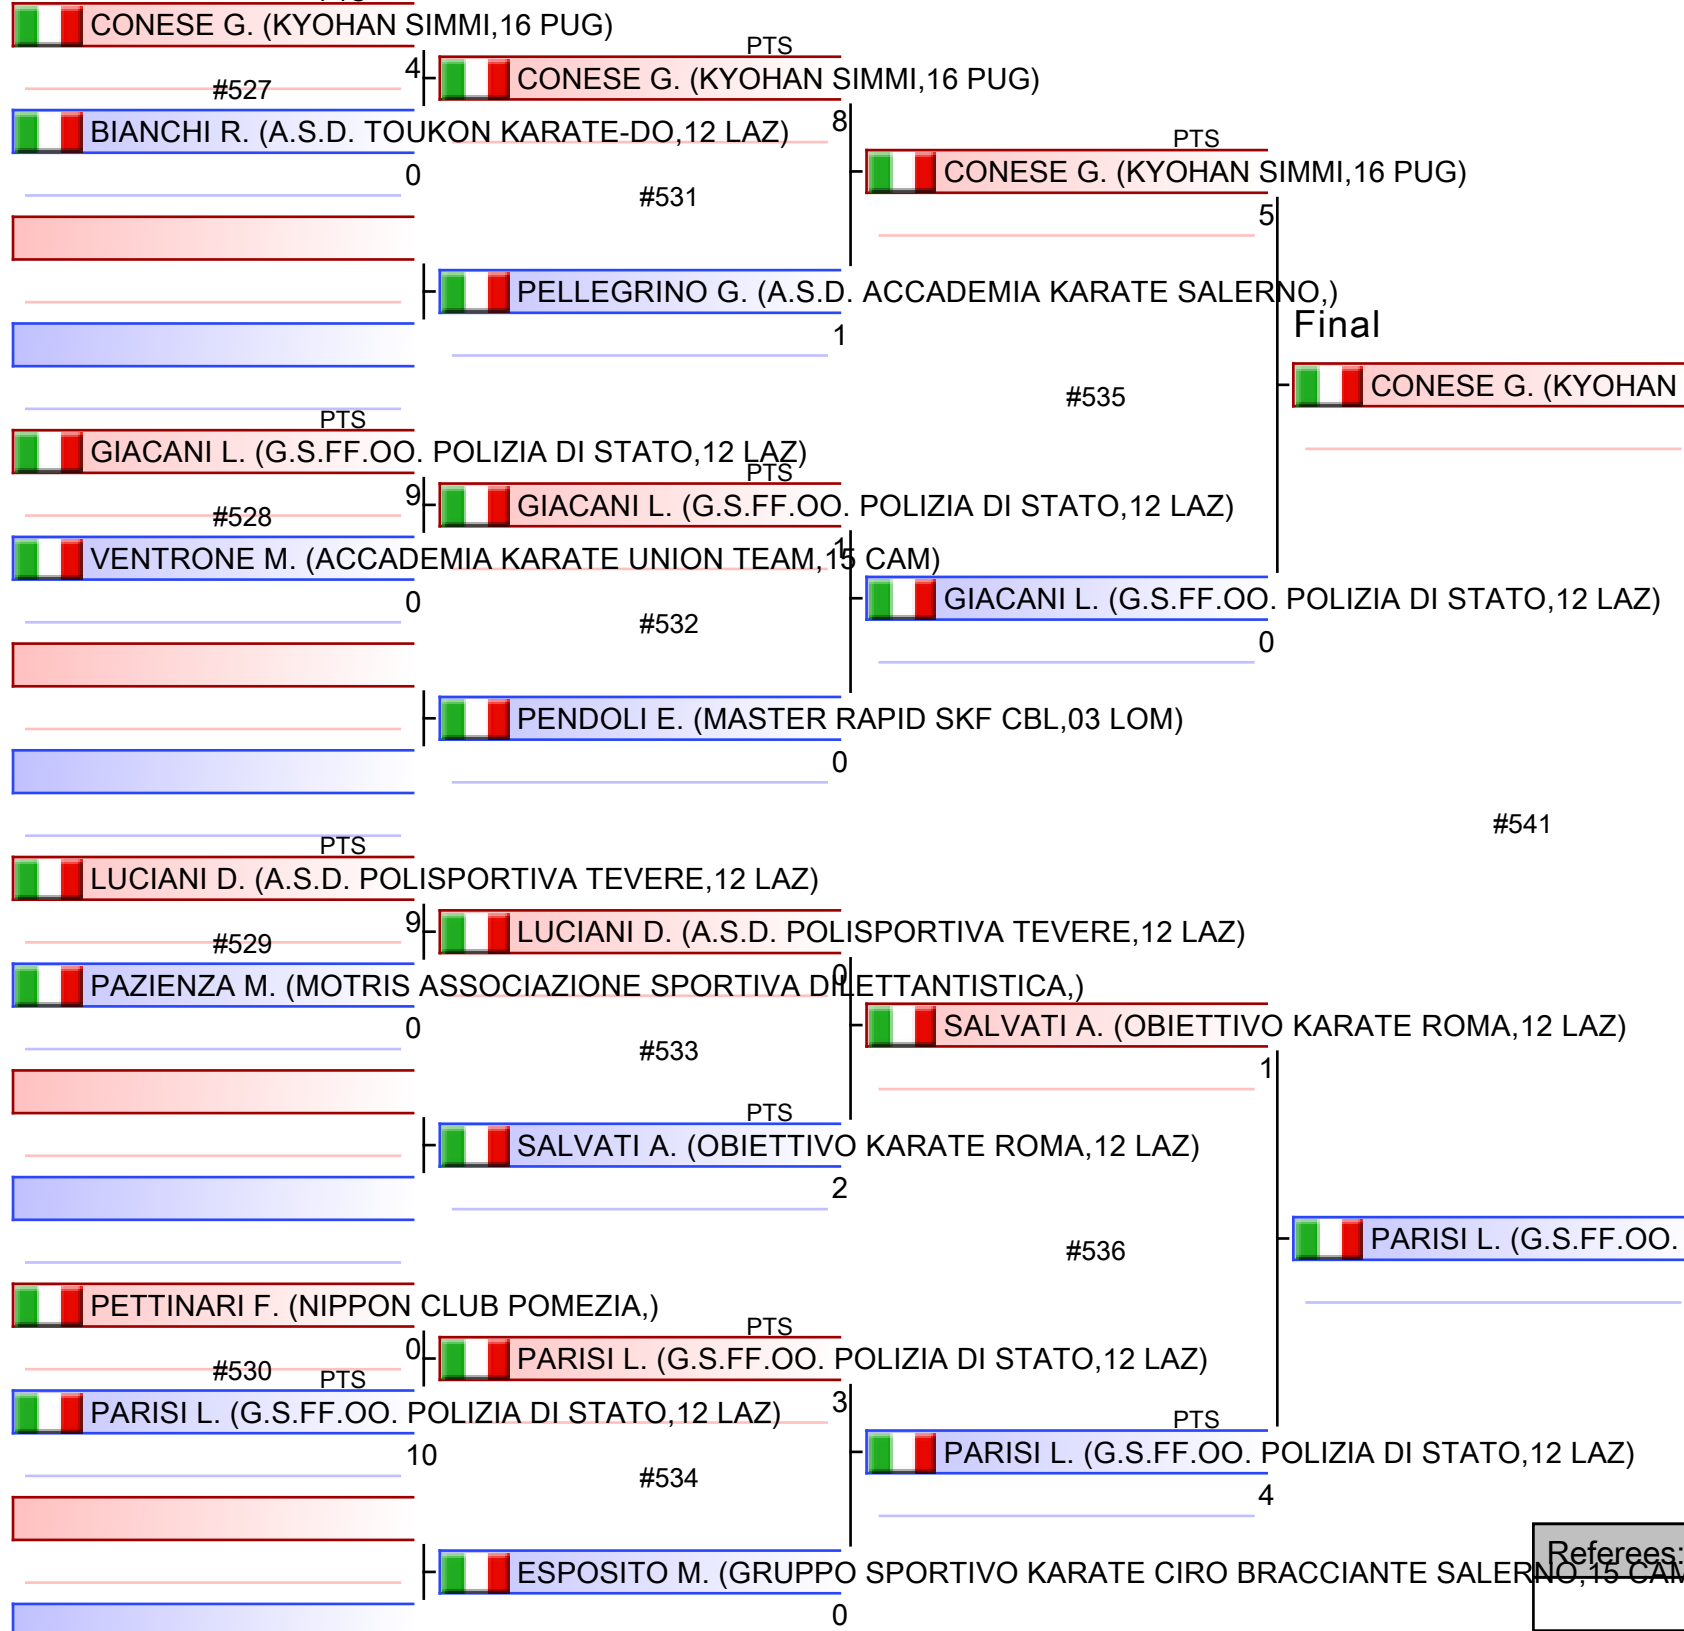 CONESE G. (KYOHAN SIMMI,16 PUG)
4
#527
BIANCHI R. (A.S.D. TOUKON KARATE-DO,12 LAZ)
0
PTS
GIACANI L. (G.S.FF.OO. POLIZIA DI STATO,12 LAZ)
9
#528
VENTRONE M. (ACCADEMIA KARATE UNION TEAM,15 CAM)
0
PTS
LUCIANI D. (A.S.D. POLISPORTIVA TEVERE,12 LAZ)
9
#529
PAZIENZA M. (MOTRIS ASSOCIAZIONE SPORTIVA DILETTANTISTICA,)
0
PETTINARI F. (NIPPON CLUB POMEZIA,)
0
#530
PTS
PARISI L. (G.S.FF.OO. POLIZIA DI STATO,12 LAZ)
10
PTS
CONESE G. (KYOHAN SIMMI,16 PUG)
8
#531
PELLEGRINO G. (A.S.D. ACCADEMIA KARATE SALERNO,)
1
PTS
GIACANI L. (G.S.FF.OO. POLIZIA DI STATO,12 LAZ)
1
#532
PENDOLI E. (MASTER RAPID SKF CBL,03 LOM)
0
LUCIANI D. (A.S.D. POLISPORTIVA TEVERE,12 LAZ)
0
#533
PTS
SALVATI A. (OBIETTIVO KARATE ROMA,12 LAZ)
2
PTS
PARISI L. (G.S.FF.OO. POLIZIA DI STATO,12 LAZ)
3
#534
ESPOSITO M. (GRUPPO SPORTIVO KARATE CIRO BRACCIANTE SALERNO,15 CAM
0
PTS
CONESE G. (KYOHAN SIMMI,16 PUG)
5
#535
GIACANI L. (G.S.FF.OO. POLIZIA DI STATO,12 LAZ)
0
SALVATI A. (OBIETTIVO KARATE ROMA,12 LAZ)
1
#536
PTS
PARISI L. (G.S.FF.OO. POLIZIA DI STATO,12 LAZ)
4
Final
CONESE G. (KYOHAN
#541
PARISI L. (G.S.FF.OO.
Referees: